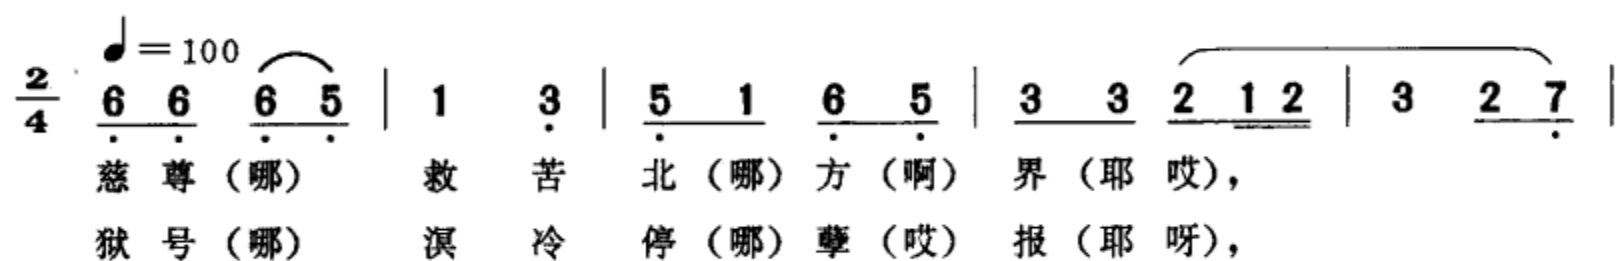 ♩=100
2/4 6̣ 6̣ 6̣ 5̣ | 1 3̣ | 5̣ 1 6̣ 5̣ | 3 3 2 1 2 | 3 2 7̣ |
慈 尊（哪） 救 苦 北（哪）方（啊）界（耶 哎），
狱 号（哪） 溟 冷 停（哪）孽（哎）报（耶 呀），